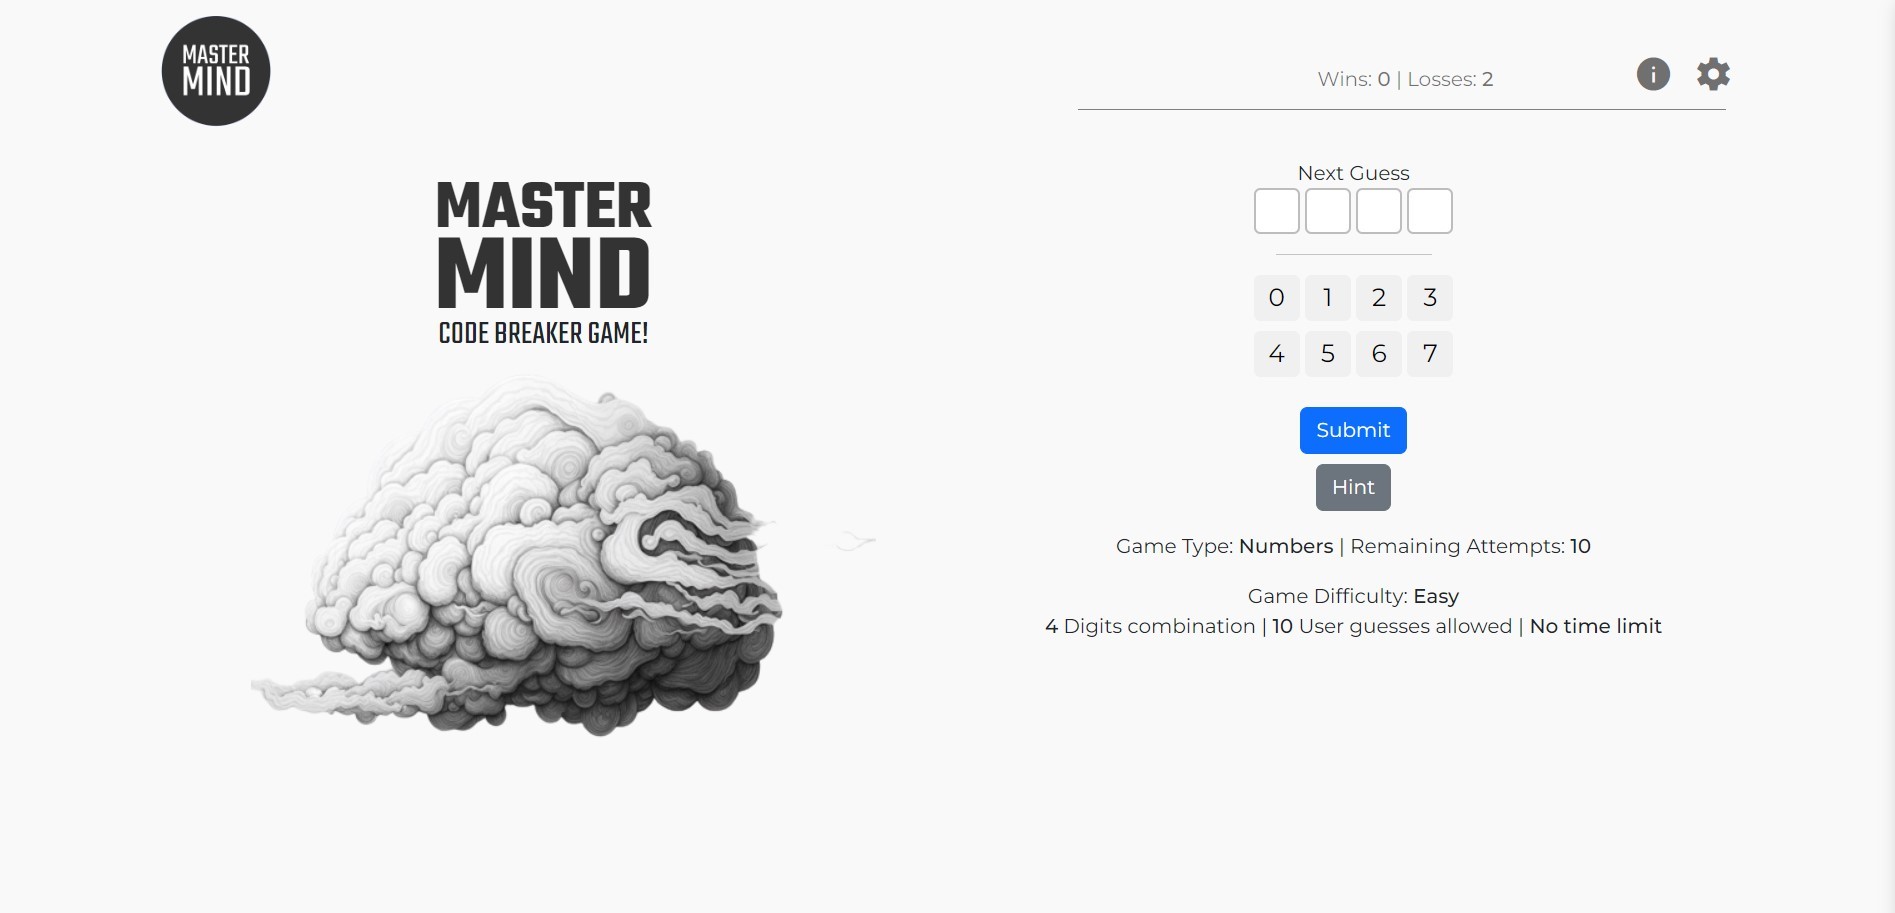 MASTER
MIND
Wins: 0 | Losses: 2
MASTER
MIND
CODE BREAKER GAME!
Next Guess
0 1 2 3
4 5 6 7
Submit
Hint
Game Type: Numbers | Remaining Attempts: 10
Game Difficulty: Easy
4 Digits combination | 10 User guesses allowed | No time limit